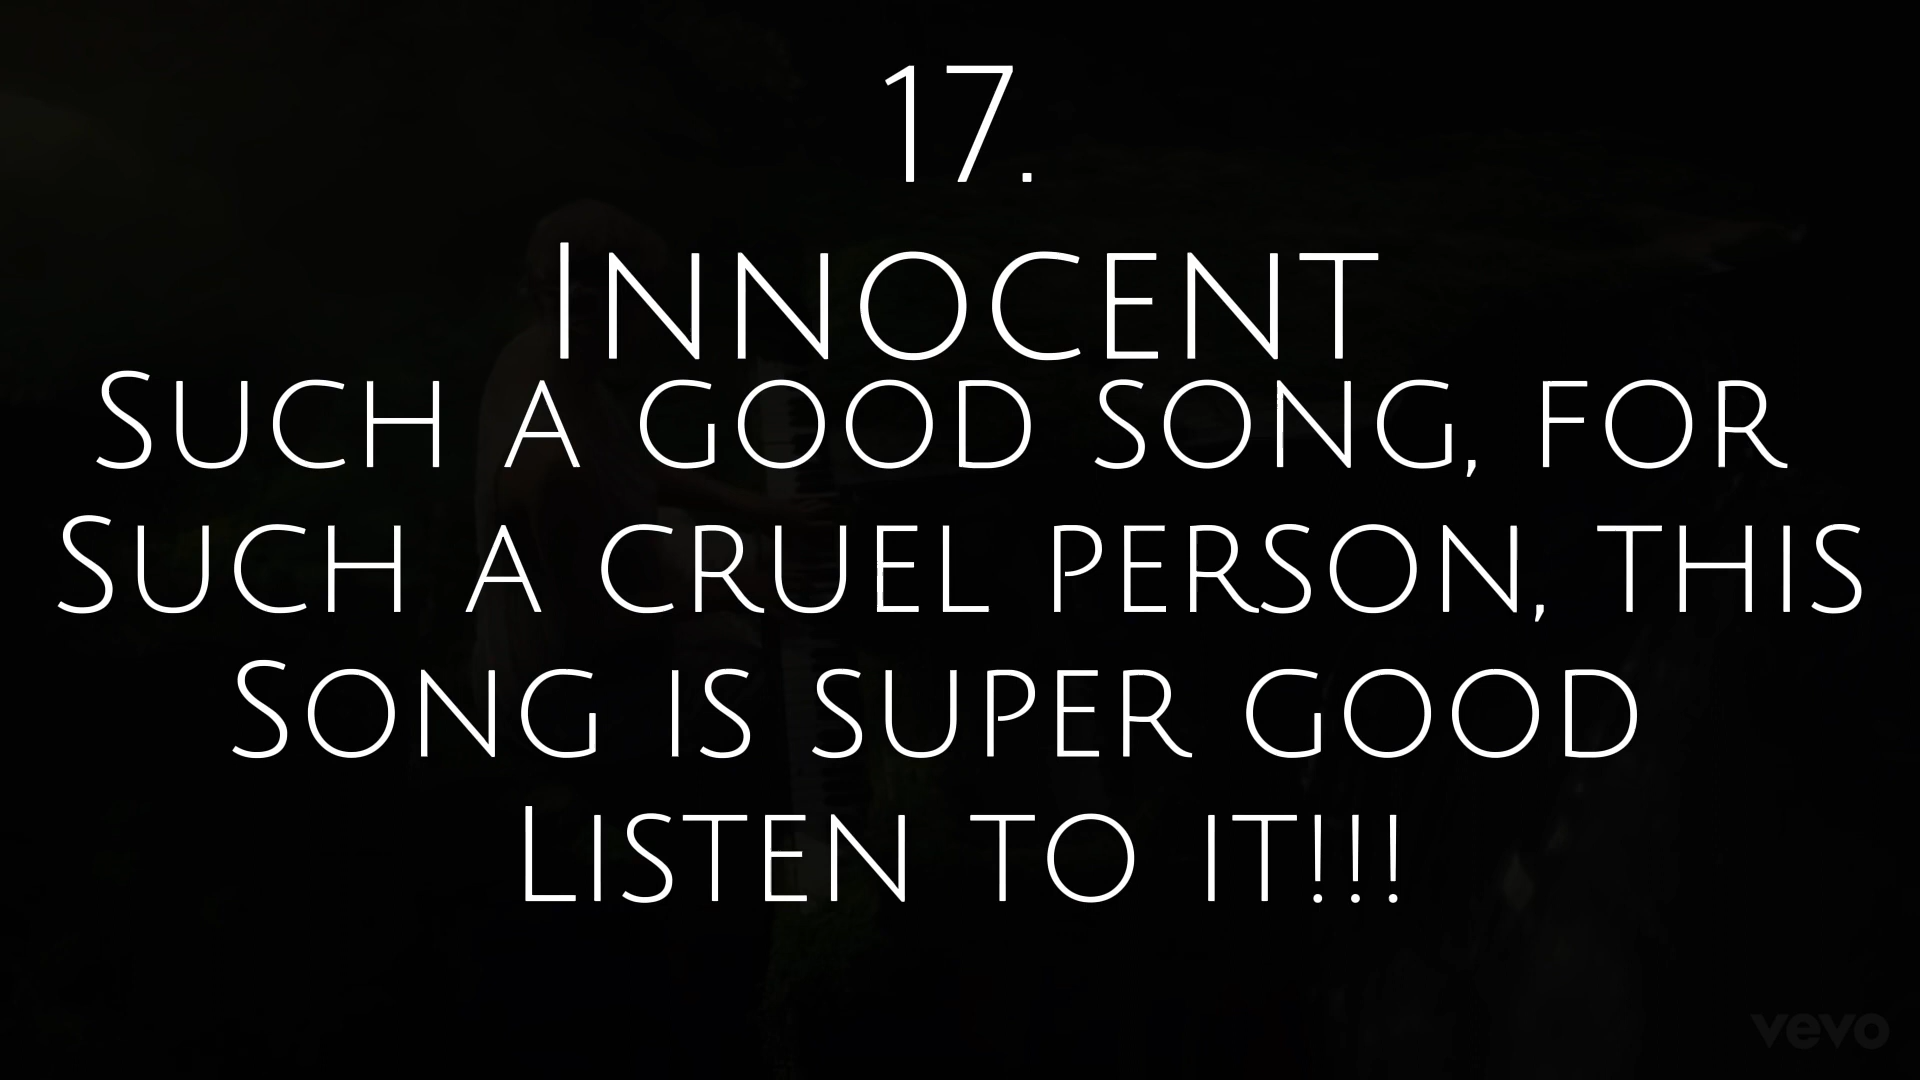 17.
Innocent
Such a good song, for
Such a cruel person, this
Song is super good
Listen to it!!!
vevo